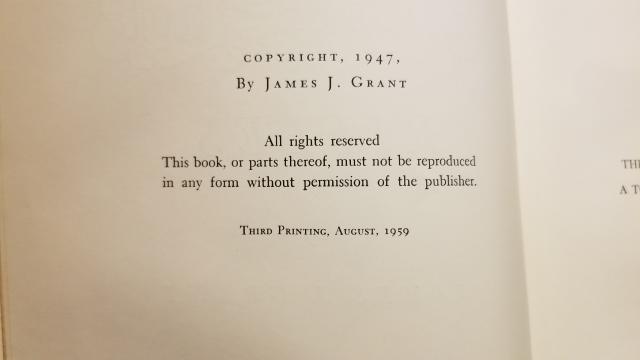 COPYRIGHT, 1947,
By JAMES J. GRANT
All rights reserved
This book, or parts thereof, must not be reproduced
in any form without permission of the publisher.
THIRD PRINTING, AUGUST, 1959
A